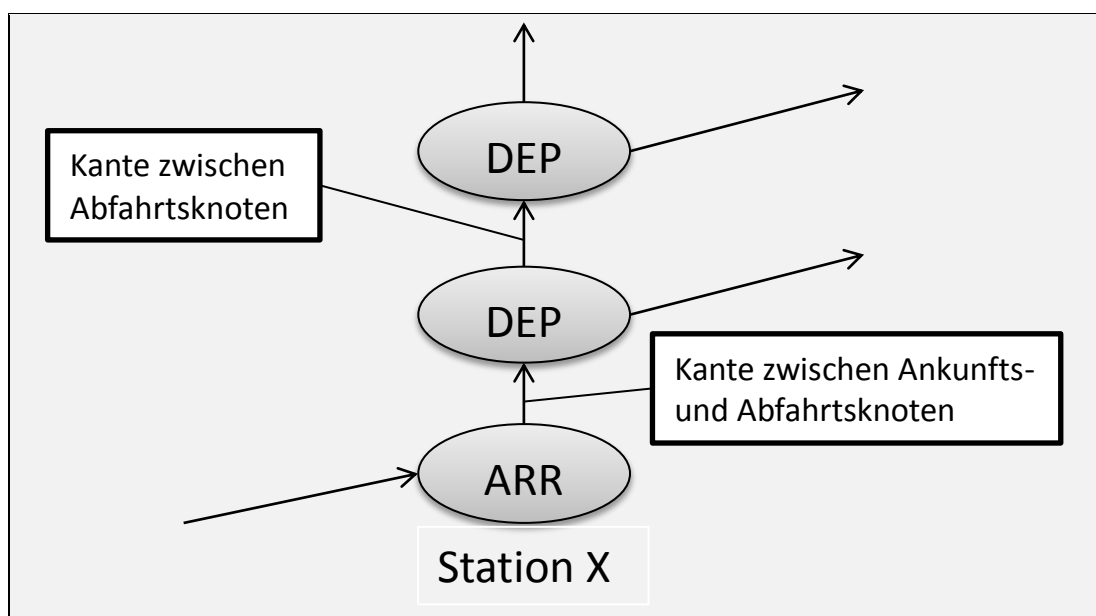 DEP
Kante zwischen
Abfahrtsknoten
DEP
Kante zwischen Ankunfts-
und Abfahrtsknoten
ARR
Station X